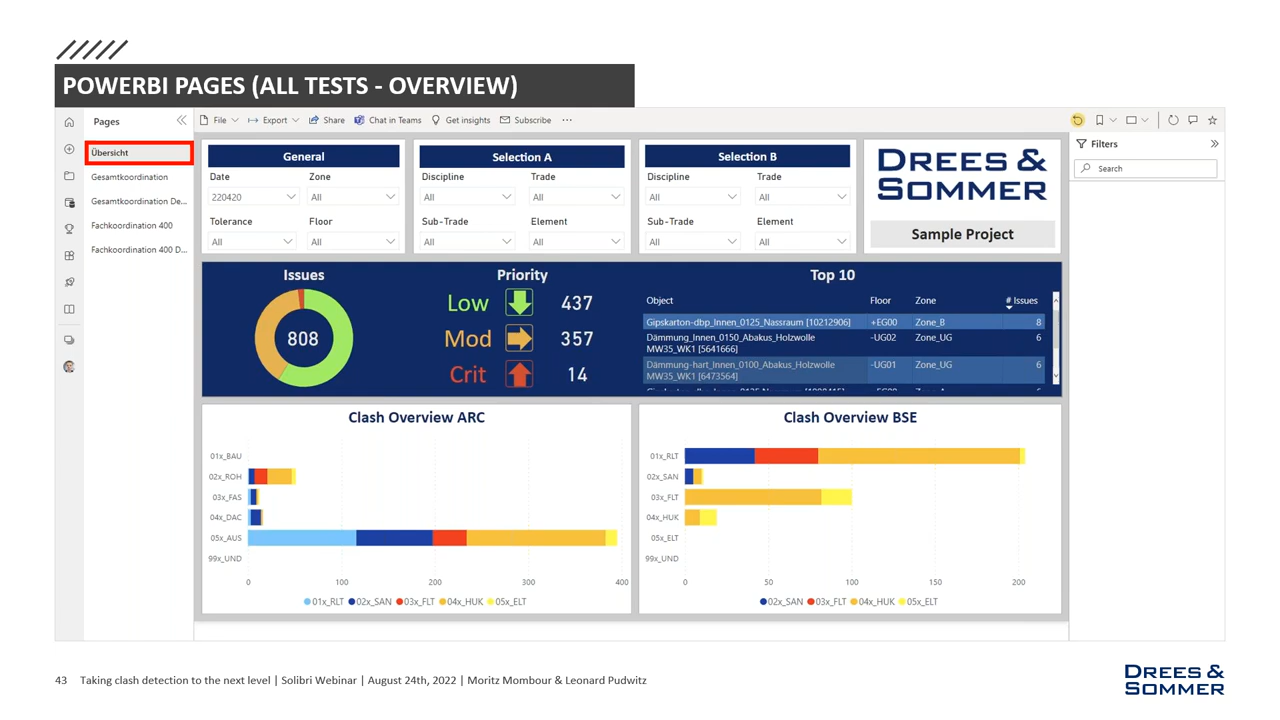 POWERBI PAGES (ALL TESTS - OVERVIEW)
Pages
Übersicht
Gesamtkoordination
Gesamtkoordination De...
Fachkoordination 400
Fachkoordination 400 D...
File
Export
Share
Chat in Teams
Get insights
Subscribe
...
General
Date
Zone
220420
All
Tolerance
Floor
All
All
Selection A
Discipline
Trade
All
All
Sub-Trade
Element
All
All
Selection B
Discipline
Trade
All
All
Sub-Trade
Element
All
All
DREES &
SOMMER
Sample Project
Filters
Search
Issues
808
Priority
Low 437
Mod 357
Crit 14
Top 10
Object Floor Zone # Issues
Gipskarton-dbp_Innen_0125_Nassraum [10212906] +EG00 Zone_B 8
Dämmung_Innen_0150_Abakus_Holzwolle -UG02 Zone_UG 6
MW35_WK1 [5641666]
Dämmung-hart_Innen_0100_Abakus_Holzwolle -UG01 Zone_UG 6
MW35_WK1 [6473564]
Clash Overview ARC
01x_BAU
02x_ROH
03x_FAS
04x_DAC
05x_AUS
99x_UND
0 100 200 300 400
01x_RLT 02x_SAN 03x_FLT 04x_HUK 05x_ELT
Clash Overview BSE
01x_RLT
02x_SAN
03x_FLT
04x_HUK
05x_ELT
99x_UND
0 50 100 150 200
02x_SAN 03x_FLT 04x_HUK 05x_ELT
43 Taking clash detection to the next level | Solibri Webinar | August 24th, 2022 | Moritz Mombour & Leonard Pudwitz
DREES &
SOMMER